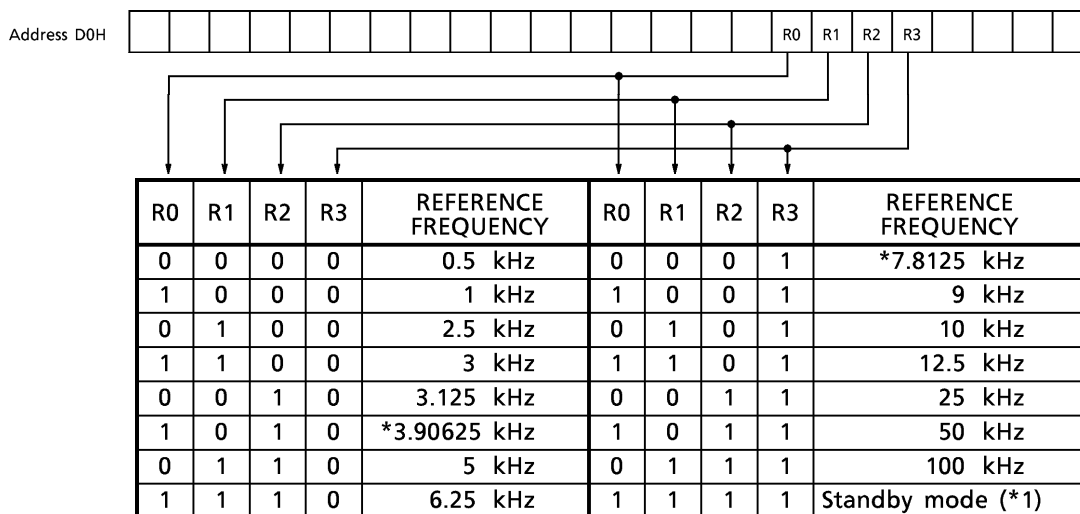 Address D0H R0 R1 R2 R3
R0 R1 R2 R3 REFERENCE FREQUENCY R0 R1 R2 R3 REFERENCE FREQUENCY
0 0 0 0 0.5 kHz 0 0 0 1 *7.8125 kHz
1 0 0 0 1 kHz 1 0 0 1 9 kHz
0 1 0 0 2.5 kHz 0 1 0 1 10 kHz
1 1 0 0 3 kHz 1 1 0 1 12.5 kHz
0 0 1 0 3.125 kHz 0 0 1 1 25 kHz
1 0 1 0 *3.90625 kHz 1 0 1 1 50 kHz
0 1 1 0 5 kHz 0 1 1 1 100 kHz
1 1 1 0 6.25 kHz 1 1 1 1 Standby mode (*1)